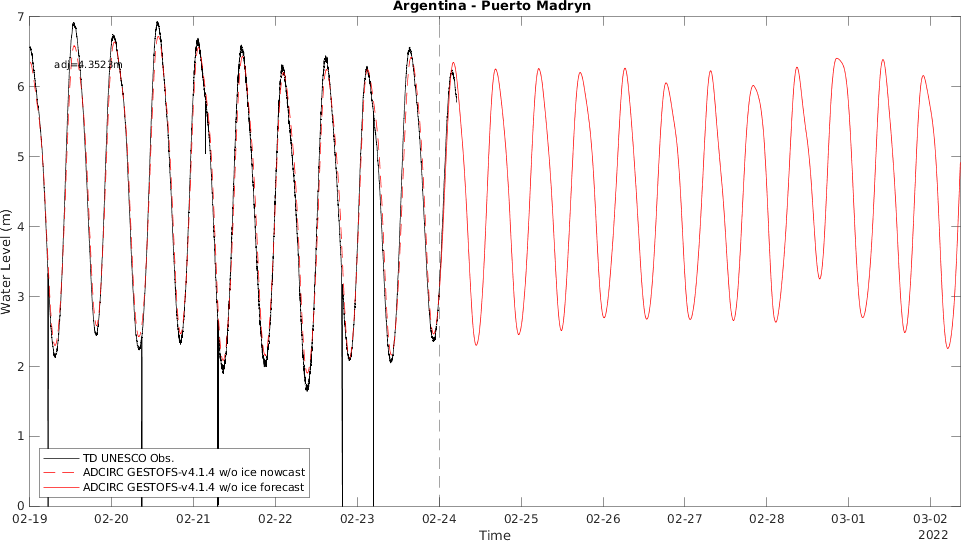 Argentina - Puerto Madryn
7
6
5
4
3
2
1
0
Water Level (m)
adj=4.3523m
TD UNESCO Obs.
ADCIRC GESTOFS-v4.1.4 w/o ice nowcast
ADCIRC GESTOFS-v4.1.4 w/o ice forecast
02-19 02-20 02-21 02-22 02-23 02-24 02-25 02-26 02-27 02-28 03-01 03-02
Time
2022